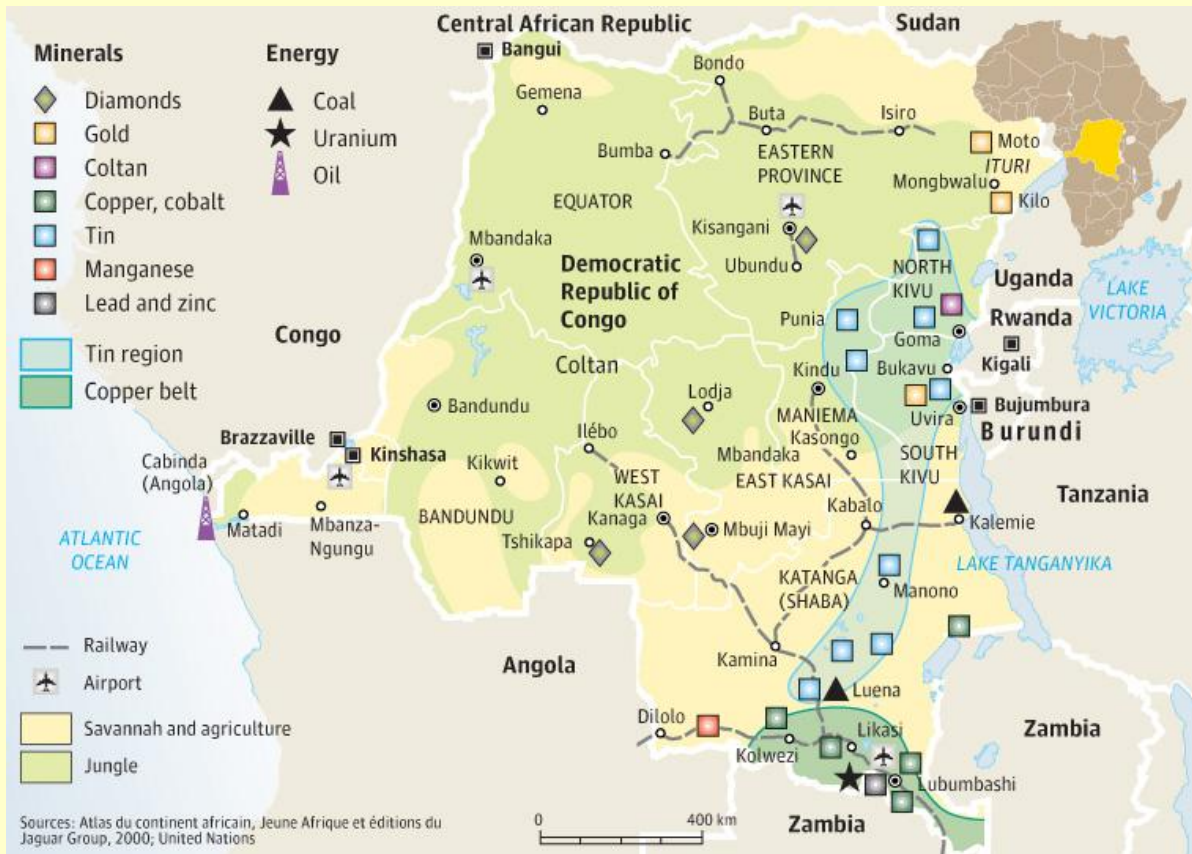 Minerals
Diamonds
Gold
Coltan
Copper, cobalt
Tin
Manganese
Lead and zinc
Tin region
Copper belt
Energy
Coal
Uranium
Oil
Central African Republic
Sudan
Bangui
Bondo
Gemena
Buta
Isiro
Bumba
EASTERN
PROVINCE
Moto
ITURI
Mongbwalu
Kilo
EQUATOR
Kisangani
Mbandaka
Ubundu
Democratic
Republic of
Congo
NORTH
KIVU
Uganda
LAKE
VICTORIA
Congo
Punia
Goma
Rwanda
Kigali
Coltan
Kindu
Bukavu
Lodja
Bandundu
MANIEMA
Uvira
Bujumbura
Burundi
Brazzaville
Kinshasa
Ilébo
Kasongo
Mbandaka
Cabinda
(Angola)
Kikwit
WEST
KASAI
EAST KASAI
SOUTH
KIVU
Tanzania
Matadi
Mbanza-
Ngungu
BANDUNDU
Kanaga
Kabalo
Kalemie
ATLANTIC
OCEAN
Tshikapa
Mbuji Mayi
LAKE TANGANYIKA
KATANGA
(SHABA)
Manono
Railway
Airport
Savannah and agriculture
Jungle
Angola
Kamina
Luena
Zambia
Dilolo
Kolwezi
Likasi
Lubumbashi
Zambia
0
400 km
Sources: Atlas du continent africain, Jeune Afrique et éditions du
Jaguar Group, 2000; United Nations